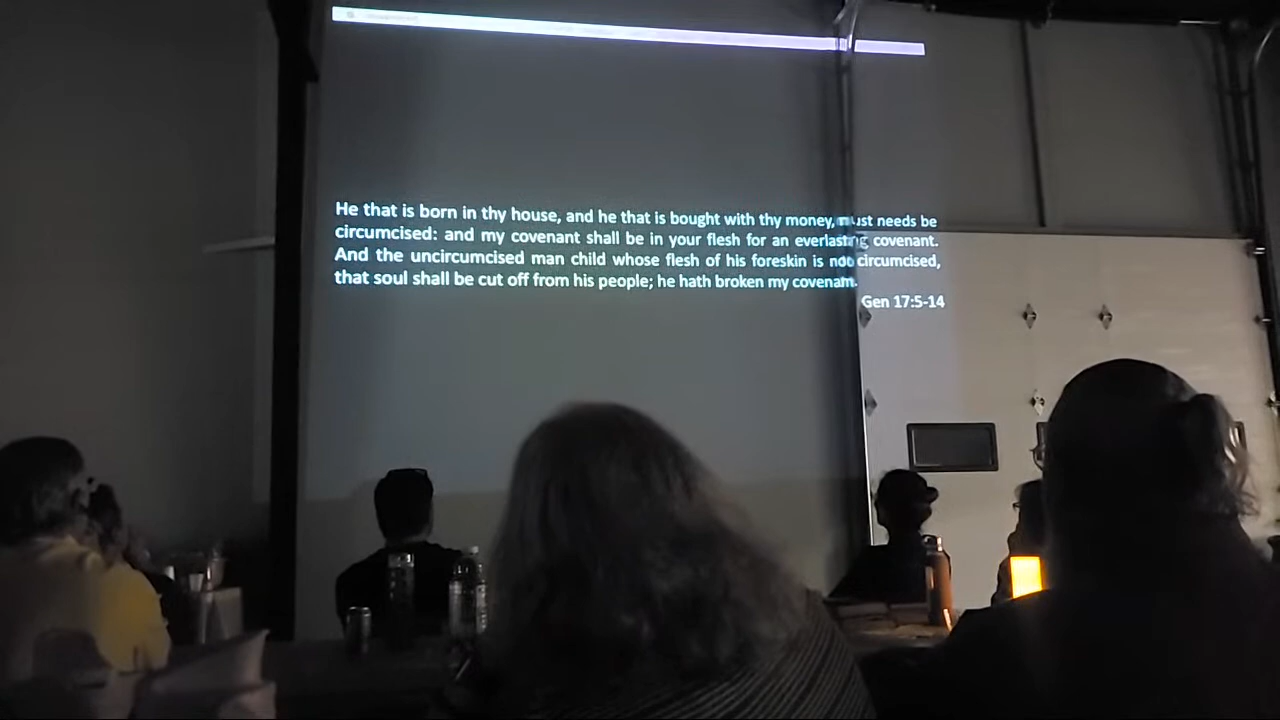 He that is born in thy house, and he that is bought with thy money, must needs be
circumcised: and my covenant shall be in your flesh for an everlasting covenant.
And the uncircumcised man child whose flesh of his foreskin is not circumcised,
that soul shall be cut off from his people; he hath broken my covenant.
Gen 17:5-14